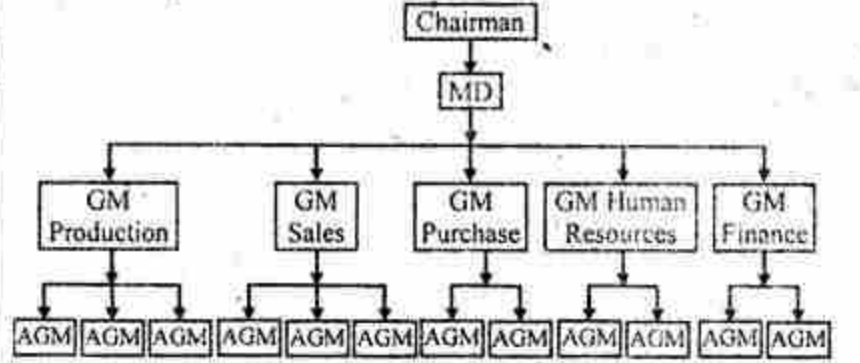 Chairman
MD
GM
Production
GM
Sales
GM
Purchase
GM Human
Resources
GM
Finance
AGM AGM AGM AGM AGM AGM AGM AGM AGM AGM AGM AGM